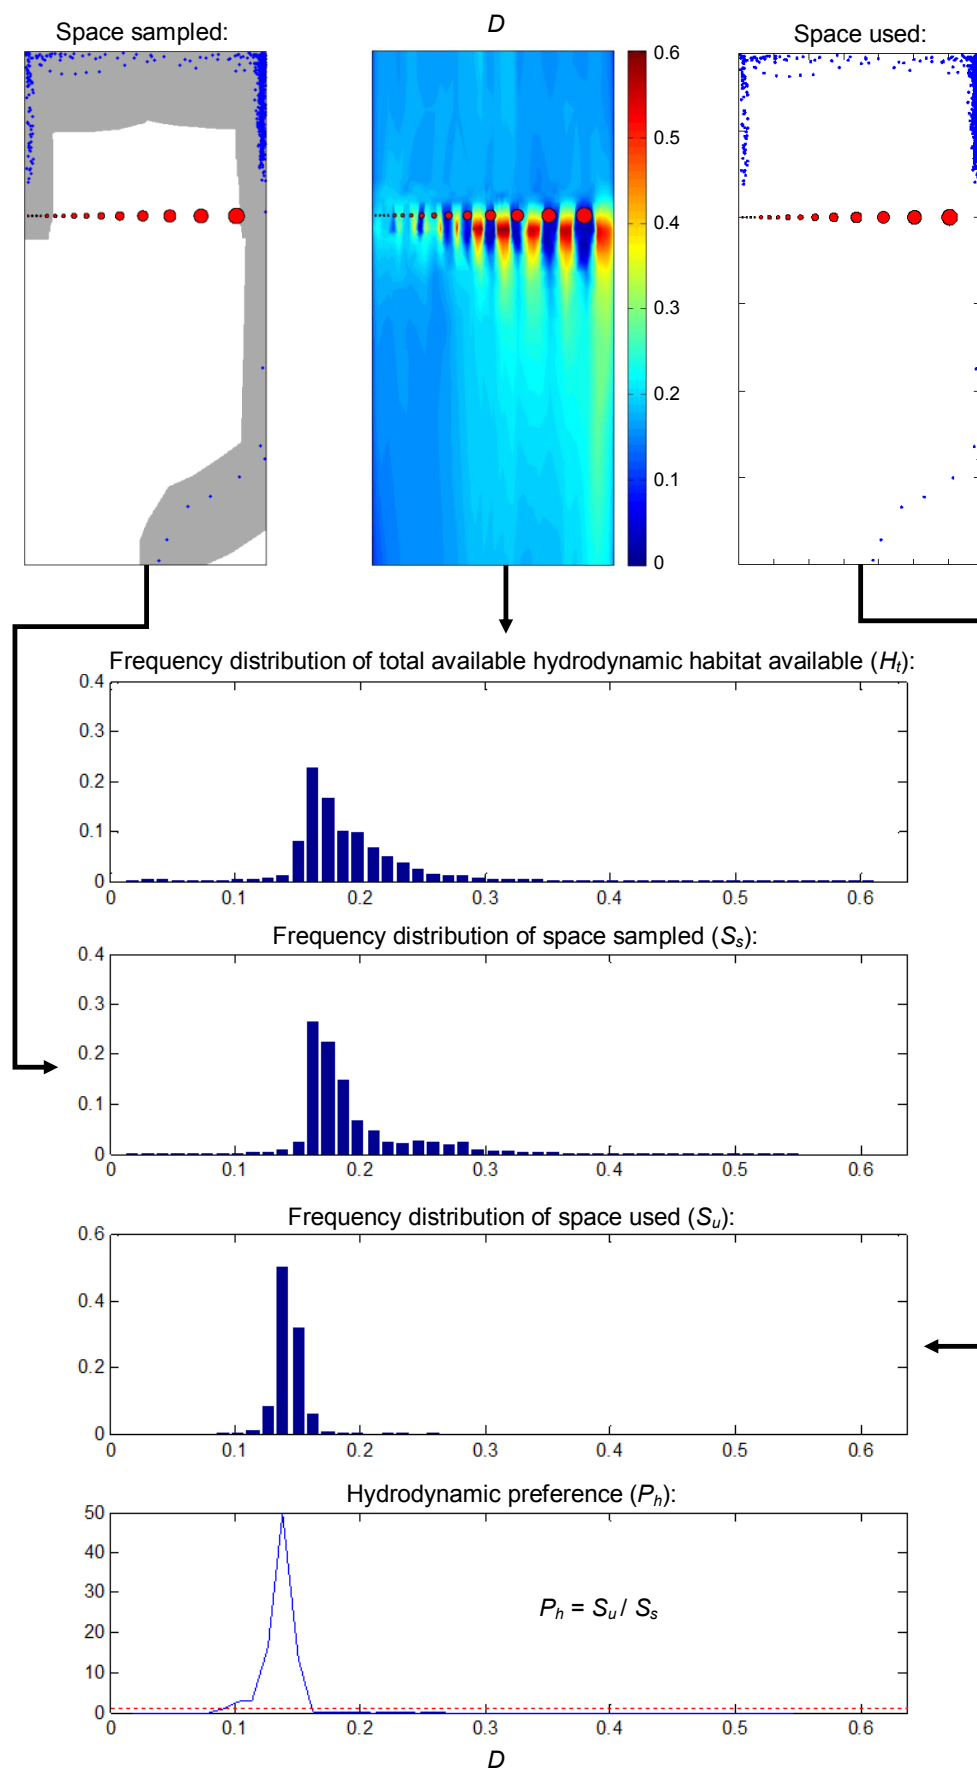 Space sampled:
D
Space used:
0.6
0.5
0.4
0.3
0.2
0.1
0
Frequency distribution of total available hydrodynamic habitat available (Hₜ):
0.4
0.3
0.2
0.1
0
0 0.1 0.2 0.3 0.4 0.5 0.6
Frequency distribution of space sampled (Sₛ):
0.4
0.3
0.2
0.1
0
0 0.1 0.2 0.3 0.4 0.5 0.6
Frequency distribution of space used (Sᵤ):
0.6
0.4
0.2
0
0 0.1 0.2 0.3 0.4 0.5 0.6
Hydrodynamic preference (Pₕ):
50
40
30
20
10
0
Pₕ = Sᵤ / Sₛ
0 0.1 0.2 0.3 0.4 0.5 0.6
D